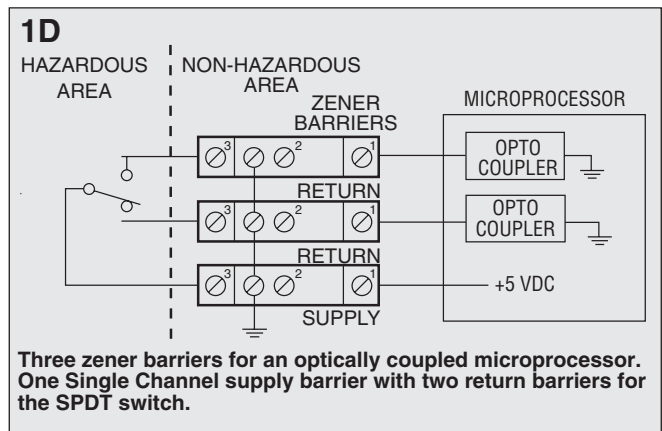 1D
HAZARDOUS
AREA
NON-HAZARDOUS
AREA
ZENER
BARRIERS
MICROPROCESSOR
3 2 1
OPTO
COUPLER
RETURN
3 2 1
OPTO
COUPLER
RETURN
3 2 1
+5 VDC
SUPPLY
Three zener barriers for an optically coupled microprocessor.
One Single Channel supply barrier with two return barriers for
the SPDT switch.